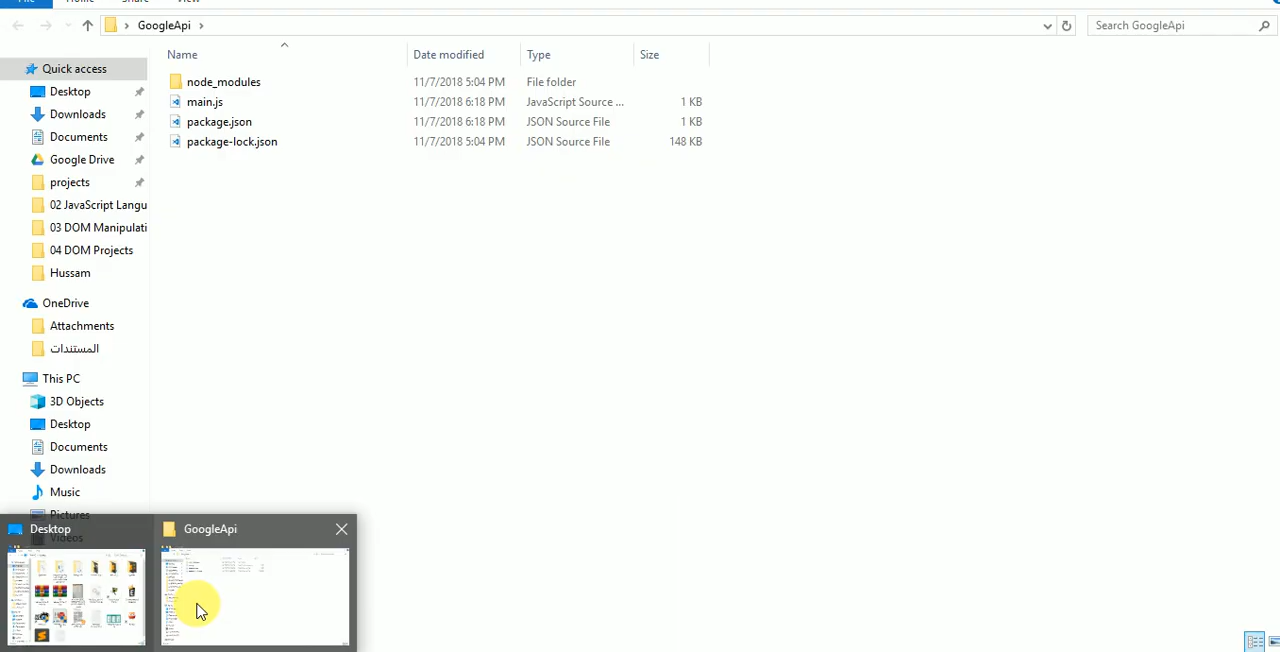 GoogleApi
Search GoogleApi
Name Date modified Type Size
Quick access
Desktop
Downloads
Documents
Google Drive
projects
02 JavaScript Langu
03 DOM Manipulati
04 DOM Projects
Hussam
OneDrive
Attachments
المستندات
This PC
3D Objects
Desktop
Documents
Downloads
Music
Pictures
Videos
node_modules 11/7/2018 5:04 PM File folder
main.js 11/7/2018 6:18 PM JavaScript Source ... 1 KB
package.json 11/7/2018 6:18 PM JSON Source File 1 KB
package-lock.json 11/7/2018 5:04 PM JSON Source File 148 KB
Desktop
GoogleApi